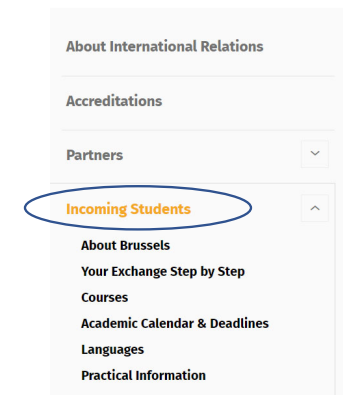 About International Relations
Accreditations
Partners
Incoming Students
About Brussels
Your Exchange Step by Step
Courses
Academic Calendar & Deadlines
Languages
Practical Information